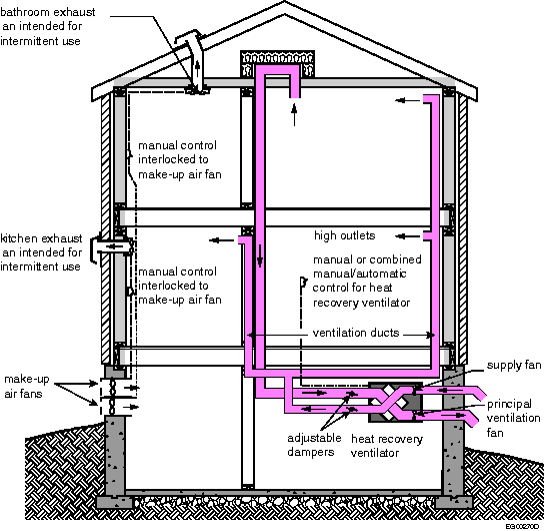 bathroom exhaust
an intended for
intermittent use
manual control
interlocked to
make-up air fan
kitchen exhaust
an intended for
intermittent use
high outlets
manual or combined
manual/automatic
control for heat
recovery ventilator
manual control
interlocked to
make-up air fan
ventilation ducts
supply fan
make-up
air fans
principal
ventilation
fan
adjustable
dampers
heat recovery
ventilator
EG00270D